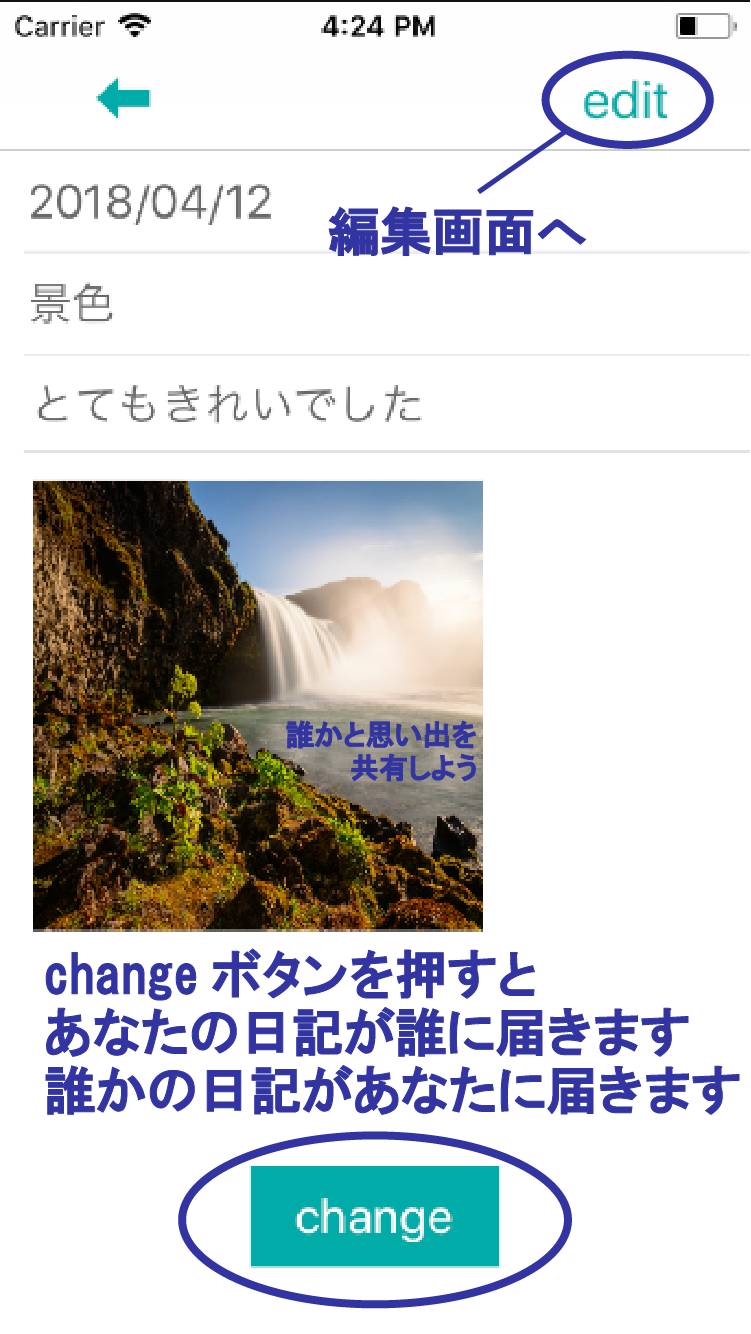 Carrier 4:24 PM
edit
2018/04/12
編集画面へ
景色
とてもきれいでした
誰かと思い出を
共有しよう
change ボタンを押すと
あなたの日記が誰に届きます
誰かの日記があなたに届きます
change